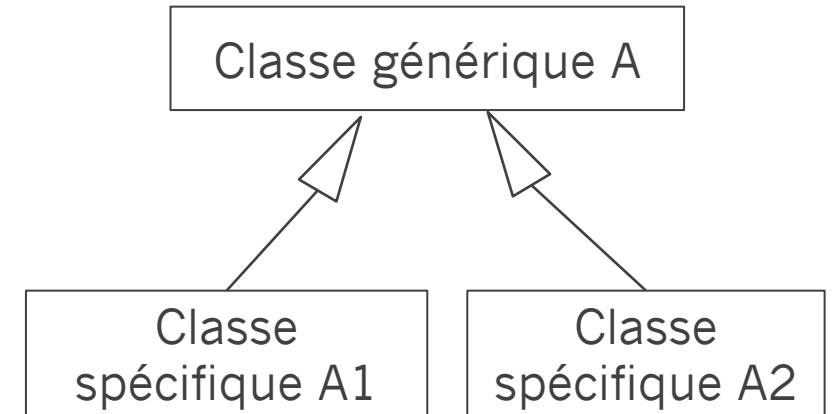 Classe générique A
Classe
spécifique A1
Classe
spécifique A2